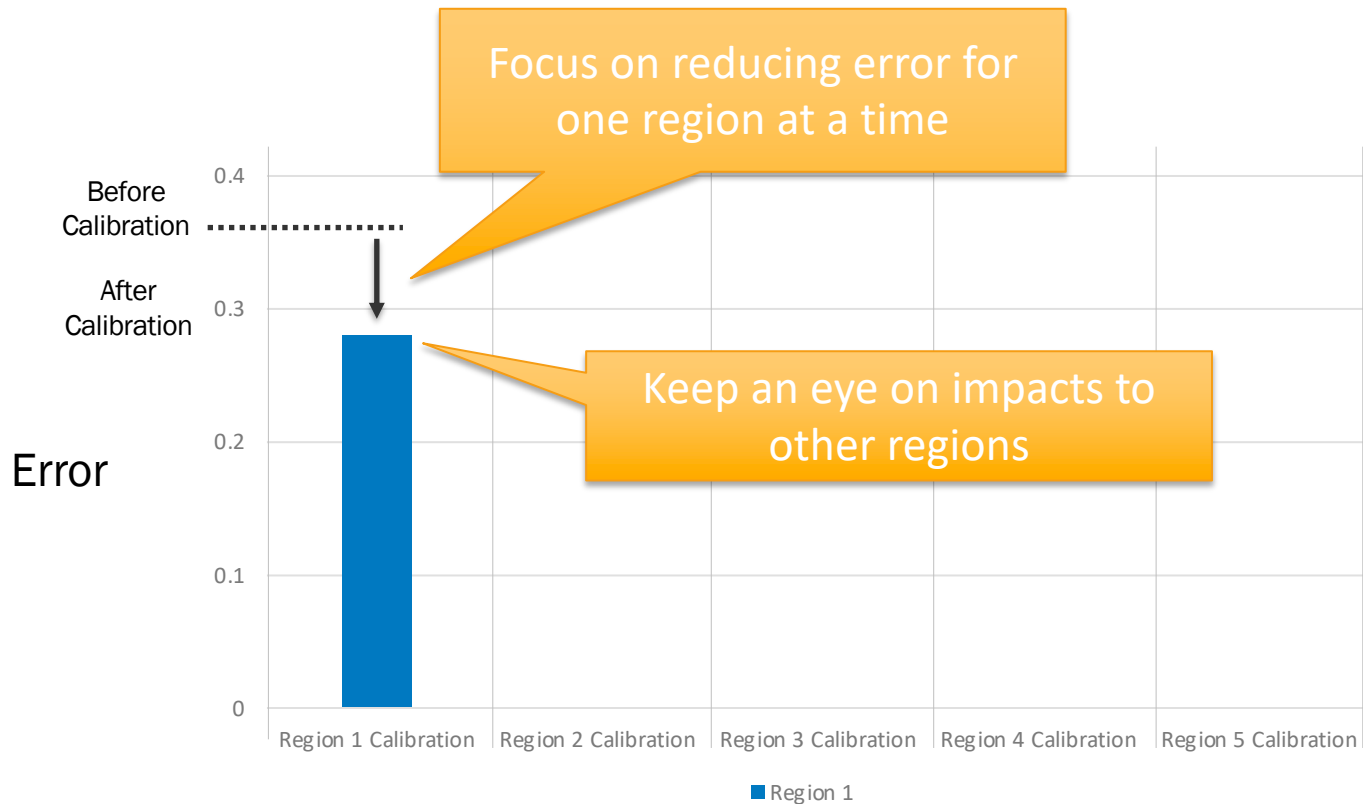 Focus on reducing error for
one region at a time
Before
Calibration
After
Calibration
Keep an eye on impacts to
other regions
Error
0.4
0.3
0.2
0.1
0
Region 1 Calibration
Region 2 Calibration
Region 3 Calibration
Region 4 Calibration
Region 5 Calibration
Region 1